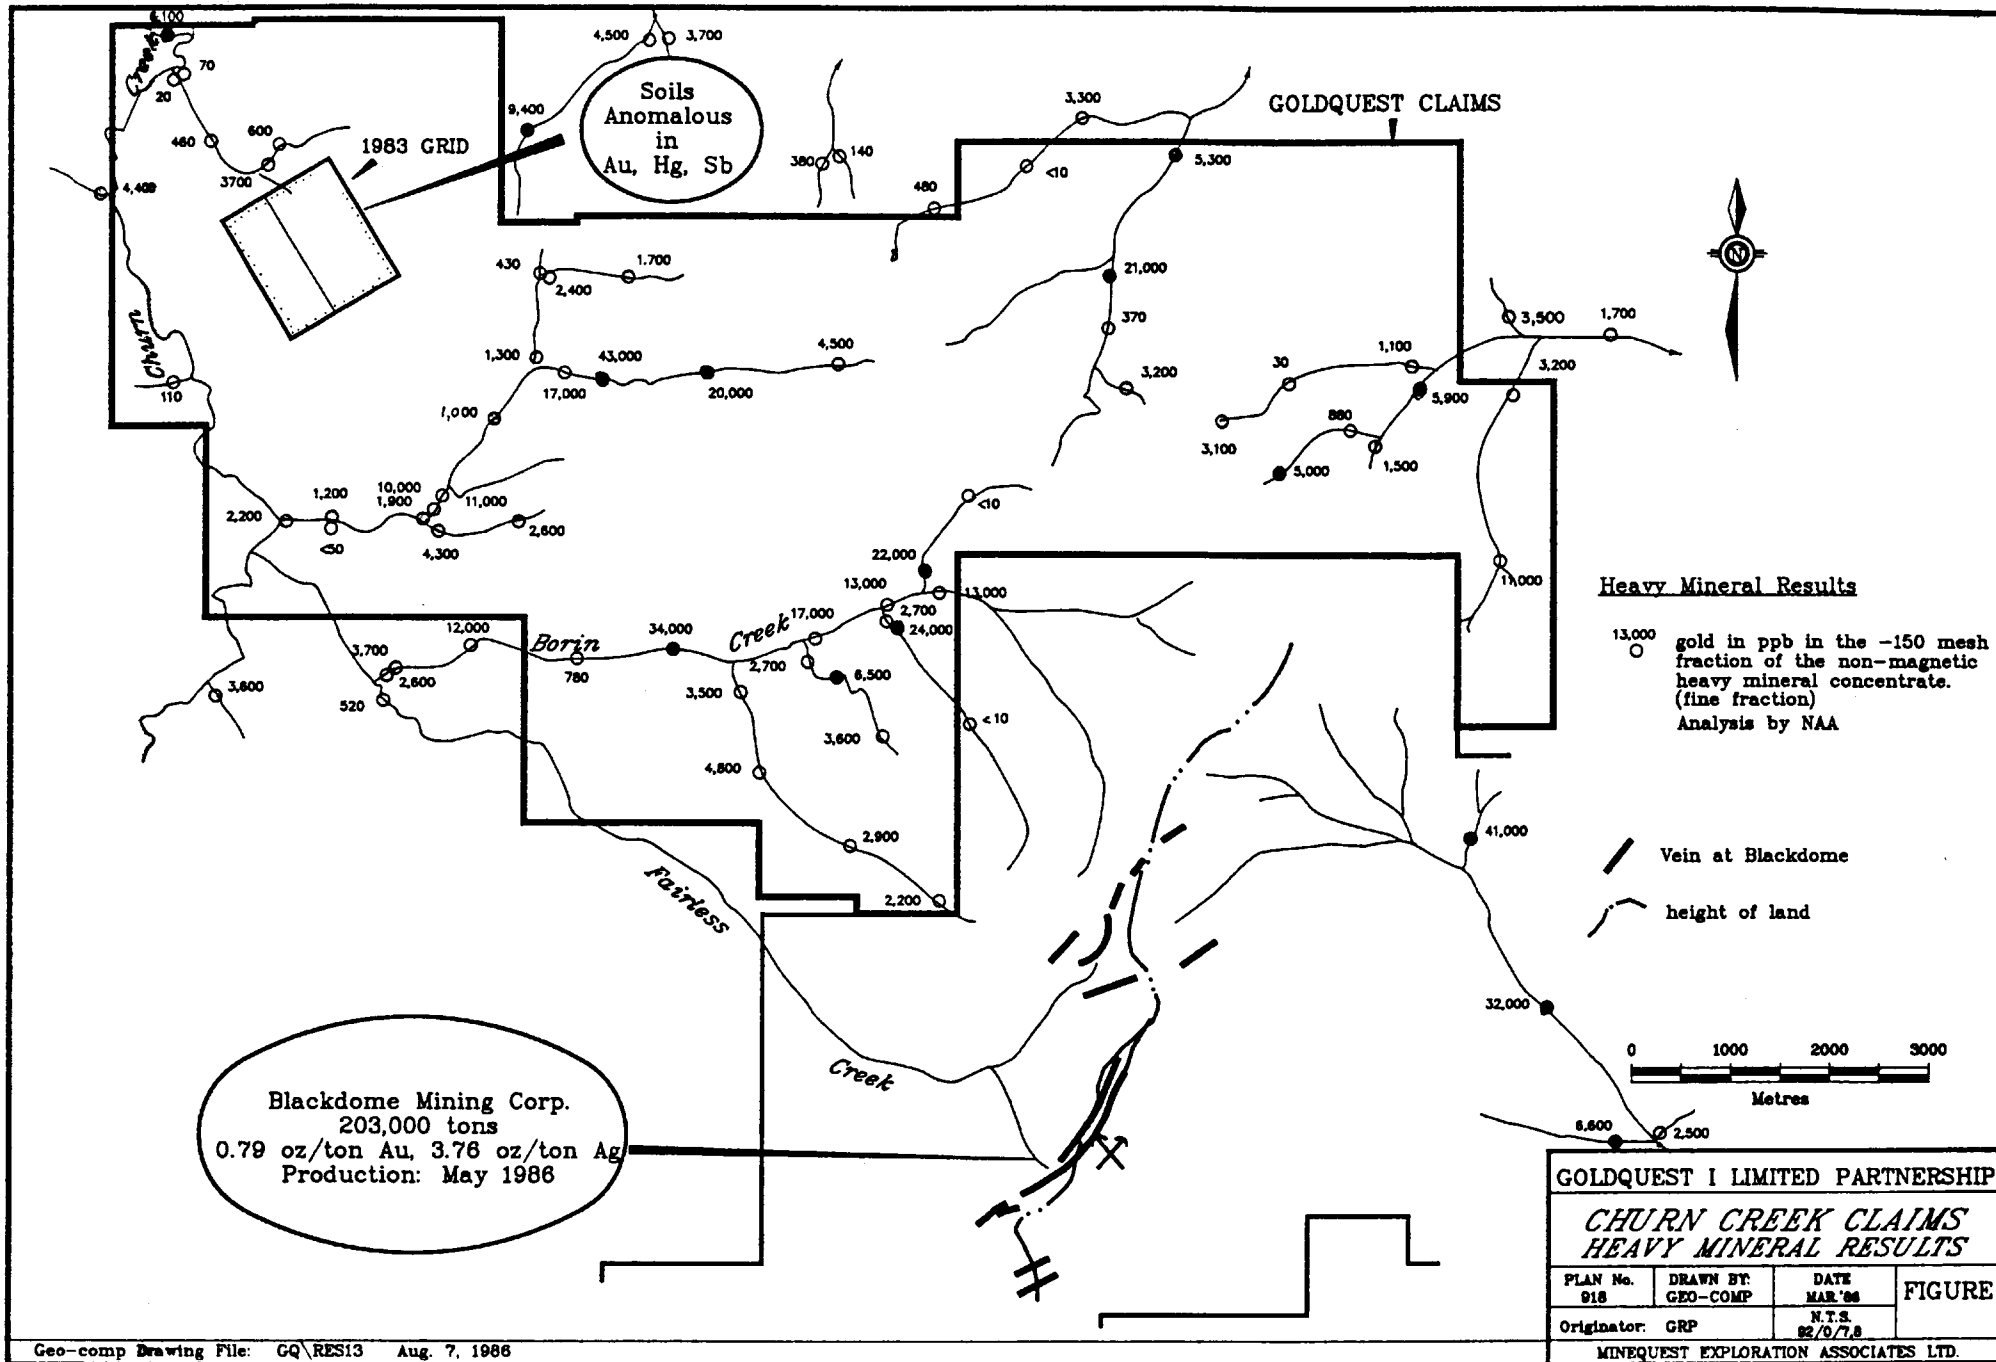 Creek
70
20
460
600
3700
1983 GRID
4,500
3,700
9,400
Soils
Anomalous
in
Au, Hg, Sb
380
140
3,300
<10
480
5,300
GOLDQUEST CLAIMS
N
Churn
110
430
2,400
1.700
1,300
17,000
43,000
20,000
4,500
1,000
21,000
370
3,200
3,500
1,700
3,200
30
1,100
3,100
5,900
880
1,500
5,000
11,000
2,200
1,200
<50
10,000
1,900
11,000
4,300
2,600
<10
22,000
13,000
13,000
2,700
24,000
17,000
Borin
Creek
34,000
780
12,000
3,700
2,600
520
3,600
2,700
6,500
3,500
3,600
<10
4,800
2,900
2,200
Fairless
Creek
Heavy Mineral Results
13,000
gold in ppb in the -150 mesh
fraction of the non-magnetic
heavy mineral concentrate.
(fine fraction)
Analysis by NAA
Vein at Blackdome
height of land
41,000
32,000
6,600
2,500
0 1000 2000 3000
Metres
Blackdome Mining Corp.
203,000 tons
0.79 oz/ton Au, 3.76 oz/ton Ag
Production: May 1986
GOLDQUEST I LIMITED PARTNERSHIP
CHURN CREEK CLAIMS
HEAVY MINERAL RESULTS
PLAN No.
918
DRAWN BY:
GEO-COMP
DATE
MAR.'86
FIGURE
Originator: GRP
N.T.S.
92/0/7,8
MINEQUEST EXPLORATION ASSOCIATES LTD.
Geo-comp Drawing File: GQ\RES13 Aug. 7, 1986